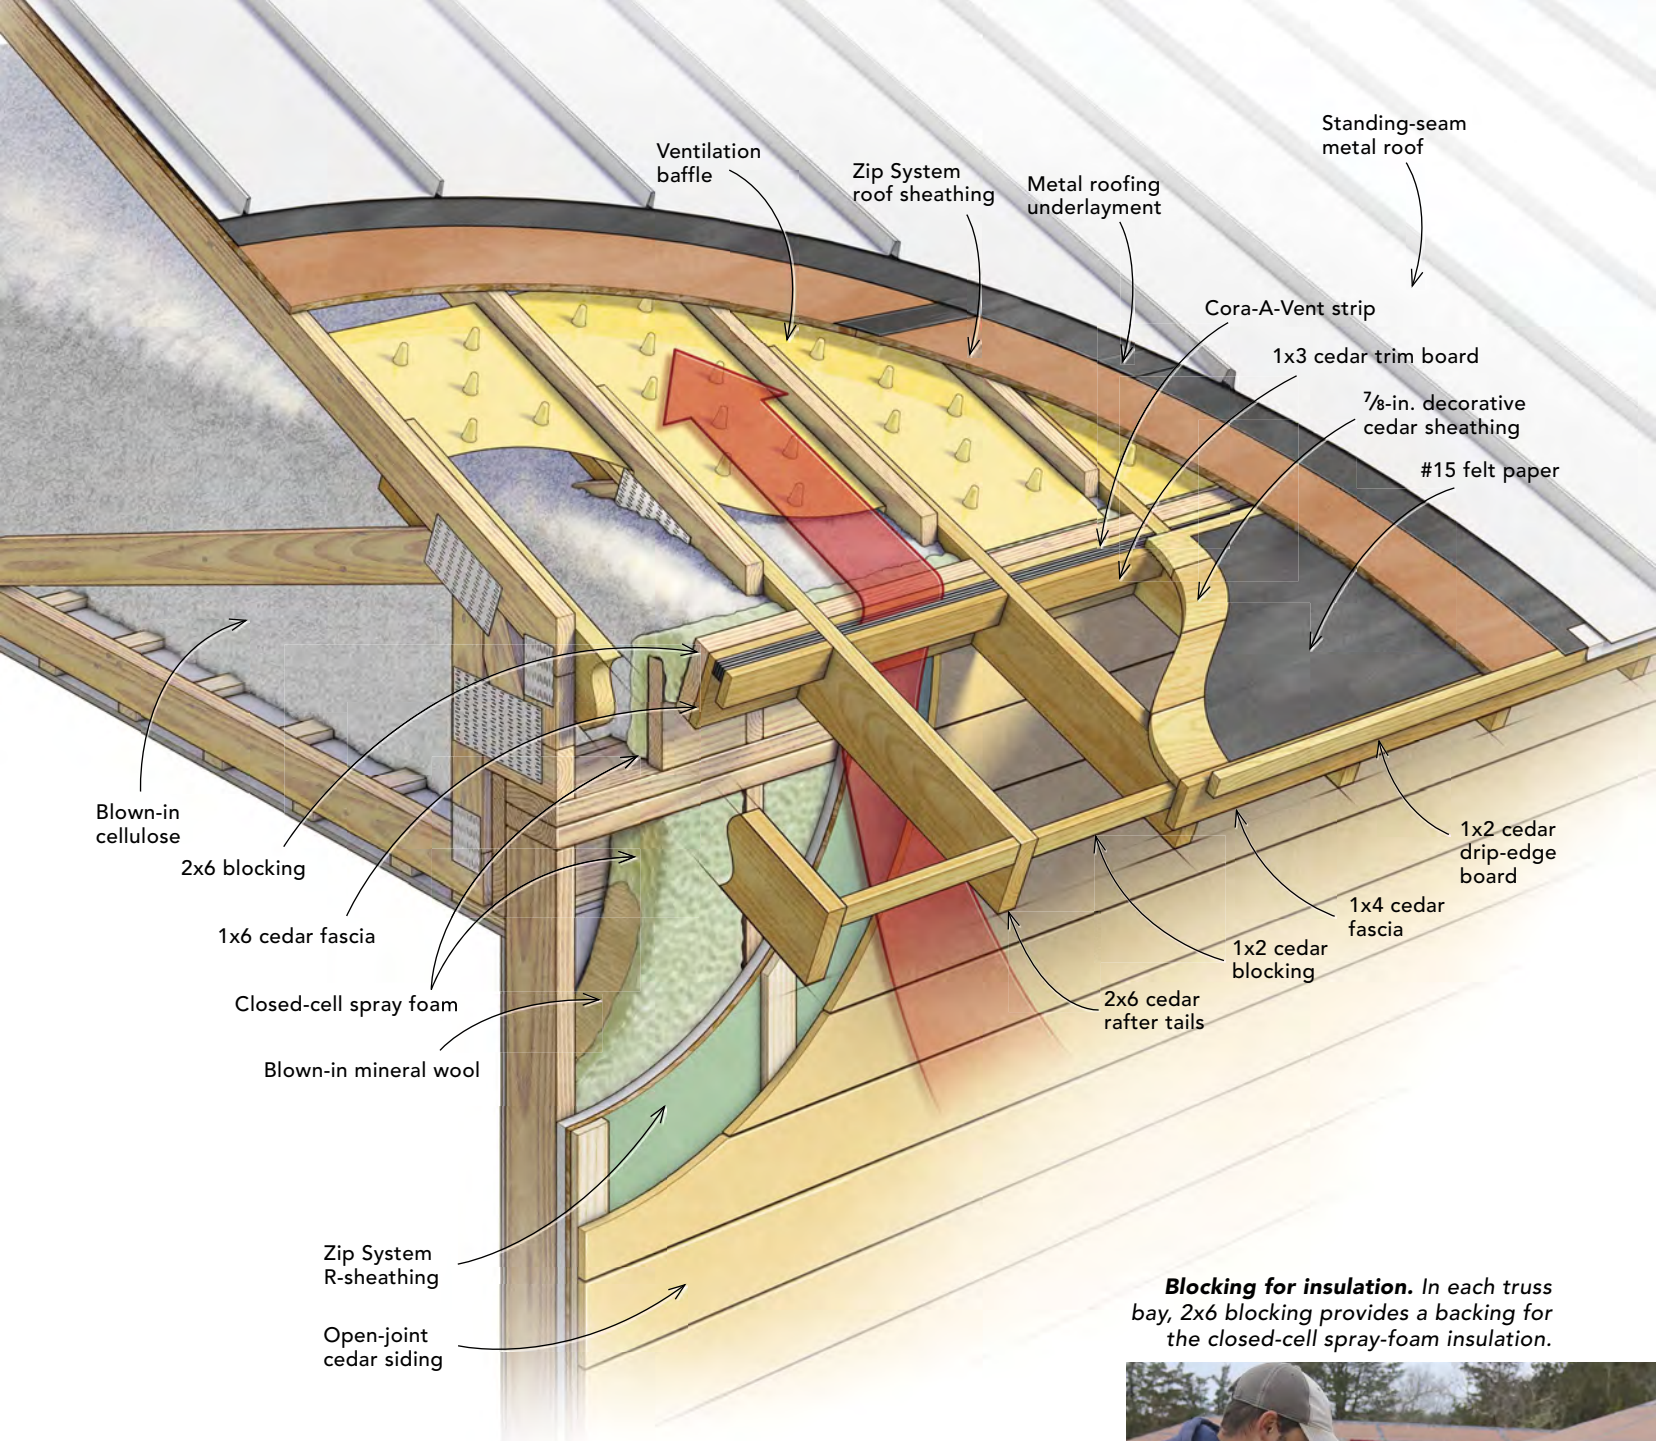 Standing-seam
metal roof
Ventilation
baffle
Zip System
roof sheathing
Metal roofing
underlayment
Cora-A-Vent strip
1x3 cedar trim board
⅞-in. decorative
cedar sheathing
#15 felt paper
Blown-in
cellulose
2x6 blocking
1x6 cedar fascia
Closed-cell spray foam
Blown-in mineral wool
1x2 cedar
drip-edge
board
1x4 cedar
fascia
1x2 cedar
blocking
2x6 cedar
rafter tails
Zip System
R-sheathing
Open-joint
cedar siding
Blocking for insulation. In each truss
bay, 2x6 blocking provides a backing for
the closed-cell spray-foam insulation.